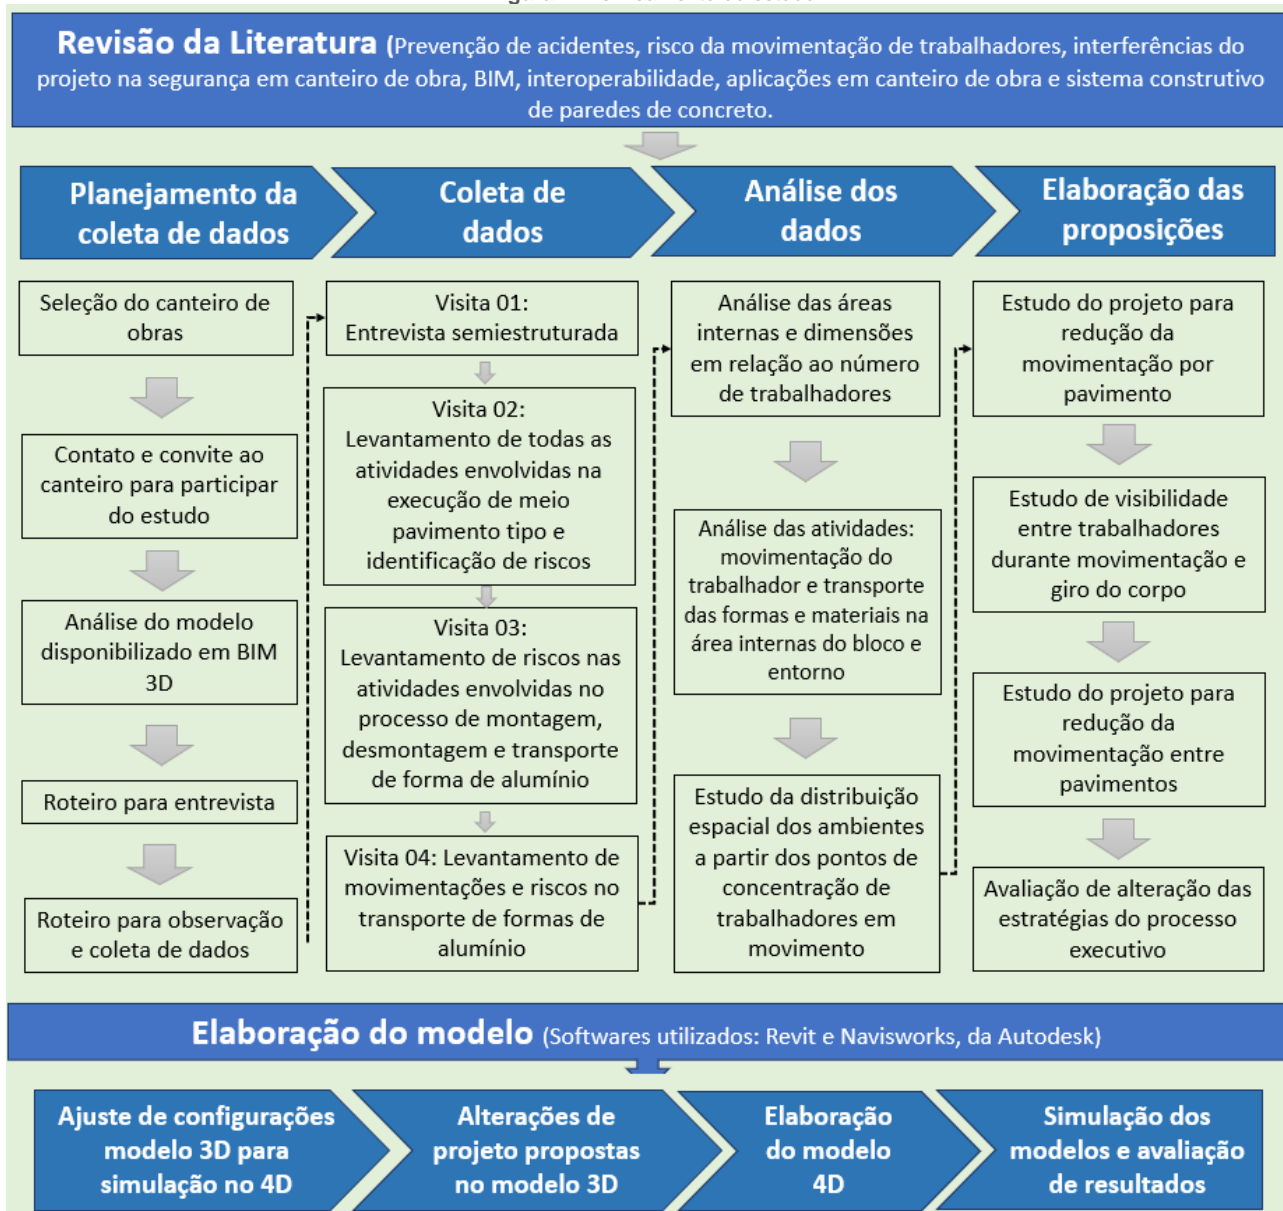 Revisão da Literatura (Prevenção de acidentes, risco da movimentação de trabalhadores, interferências do
projeto na segurança em canteiro de obra, BIM, interoperabilidade, aplicações em canteiro de obra e sistema construtivo
de paredes de concreto.
Planejamento da
coleta de dados
Coleta de
dados
Análise dos
dados
Elaboração das
proposições
Seleção do canteiro de
obras
Contato e convite ao
canteiro para participar
do estudo
Análise do modelo
disponibilizado em BIM
3D
Roteiro para entrevista
Roteiro para observação
e coleta de dados
Visita 01:
Entrevista semiestruturada
Visita 02:
Levantamento de todas as
atividades envolvidas na
execução de meio
pavimento tipo e
identificação de riscos
Visita 03:
Levantamento de riscos nas
atividades envolvidas no
processo de montagem,
desmontagem e transporte
de forma de alumínio
Visita 04: Levantamento de
movimentações e riscos no
transporte de formas de
alumínio
Análise das áreas
internas e dimensões
em relação ao número
de trabalhadores
Análise das atividades:
movimentação do
trabalhador e transporte
das formas e materiais na
área internas do bloco e
entorno
Estudo da distribuição
espacial dos ambientes
a partir dos pontos de
concentração de
trabalhadores em
movimento
Estudo do projeto para
redução da
movimentação por
pavimento
Estudo de visibilidade
entre trabalhadores
durante movimentação e
giro do corpo
Estudo do projeto para
redução da
movimentação entre
pavimentos
Avaliação de alteração das
estratégias do processo
executivo
Elaboração do modelo (Softwares utilizados: Revit e Navisworks, da Autodesk)
Ajuste de configurações
modelo 3D para
simulação no 4D
Alterações de
projeto propostas
no modelo 3D
Elaboração
do modelo
4D
Simulação dos
modelos e avaliação
de resultados